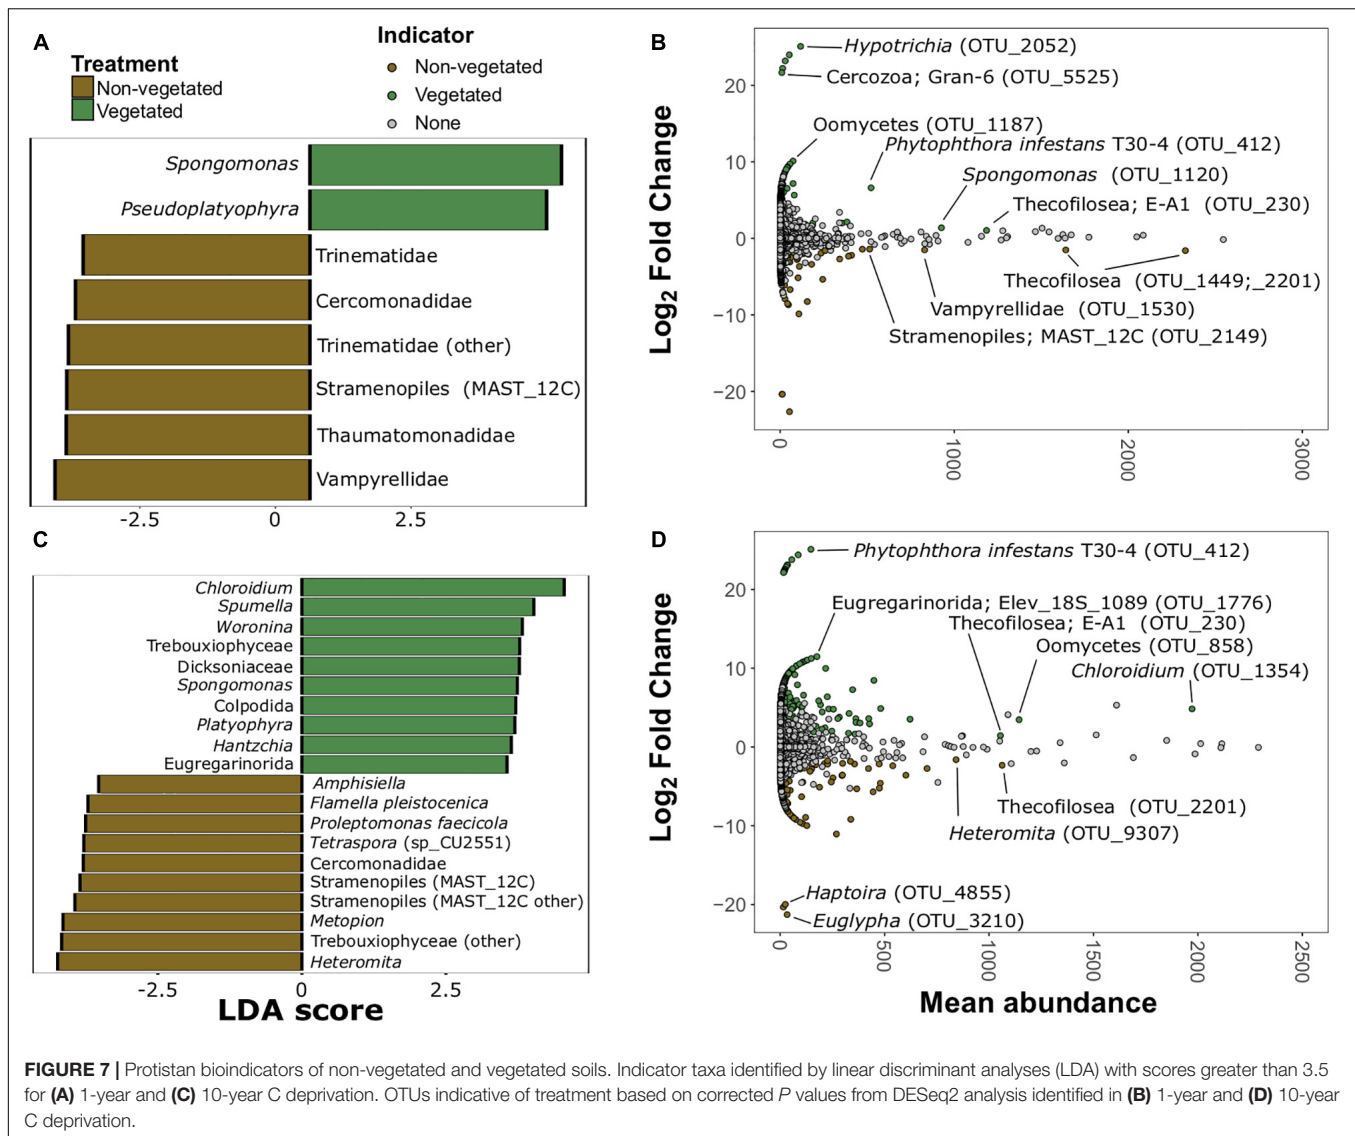 A
Treatment
Non-vegetated
Vegetated
Indicator
Non-vegetated
Vegetated
None
Spongomonas
Pseudoplatyophyra
Trinematidae
Cercomonadidae
Trinematidae (other)
Stramenopiles (MAST_12C)
Thaumatomonadidae
Vampyrellidae
-2.5 0 2.5
B
Log2 Fold Change
20
10
0
−10
−20
Hypotrichia (OTU_2052)
Cercozoa; Gran-6 (OTU_5525)
Oomycetes (OTU_1187)
Phytophthora infestans T30-4 (OTU_412)
Spongomonas (OTU_1120)
Thecofilosea; E-A1 (OTU_230)
Thecofilosea (OTU_1449;_2201)
Vampyrellidae (OTU_1530)
Stramenopiles; MAST_12C (OTU_2149)
0 1000 2000 3000
C
Chloroidium
Spumella
Woronina
Trebouxiophyceae
Dicksoniaceae
Spongomonas
Colpodida
Platyophyra
Hantzchia
Eugregarinorida
Amphisiella
Flamella pleistocenica
Proleptomonas faecicola
Tetraspora (sp_CU2551)
Cercomonadidae
Stramenopiles (MAST_12C)
Stramenopiles (MAST_12C other)
Metopion
Trebouxiophyceae (other)
Heteromita
-2.5 0 2.5
LDA score
D
Log2 Fold Change
20
10
0
−10
−20
Phytophthora infestans T30-4 (OTU_412)
Eugregarinorida; Elev_18S_1089 (OTU_1776)
Thecofilosea; E-A1 (OTU_230)
Oomycetes (OTU_858)
Chloroidium (OTU_1354)
Thecofilosea (OTU_2201)
Heteromita (OTU_9307)
Haptoira (OTU_4855)
Euglypha (OTU_3210)
0 500 1000 1500 2000 2500
Mean abundance
FIGURE 7 | Protistan bioindicators of non-vegetated and vegetated soils. Indicator taxa identified by linear discriminant analyses (LDA) with scores greater than 3.5
for (A) 1-year and (C) 10-year C deprivation. OTUs indicative of treatment based on corrected P values from DESeq2 analysis identified in (B) 1-year and (D) 10-year
C deprivation.